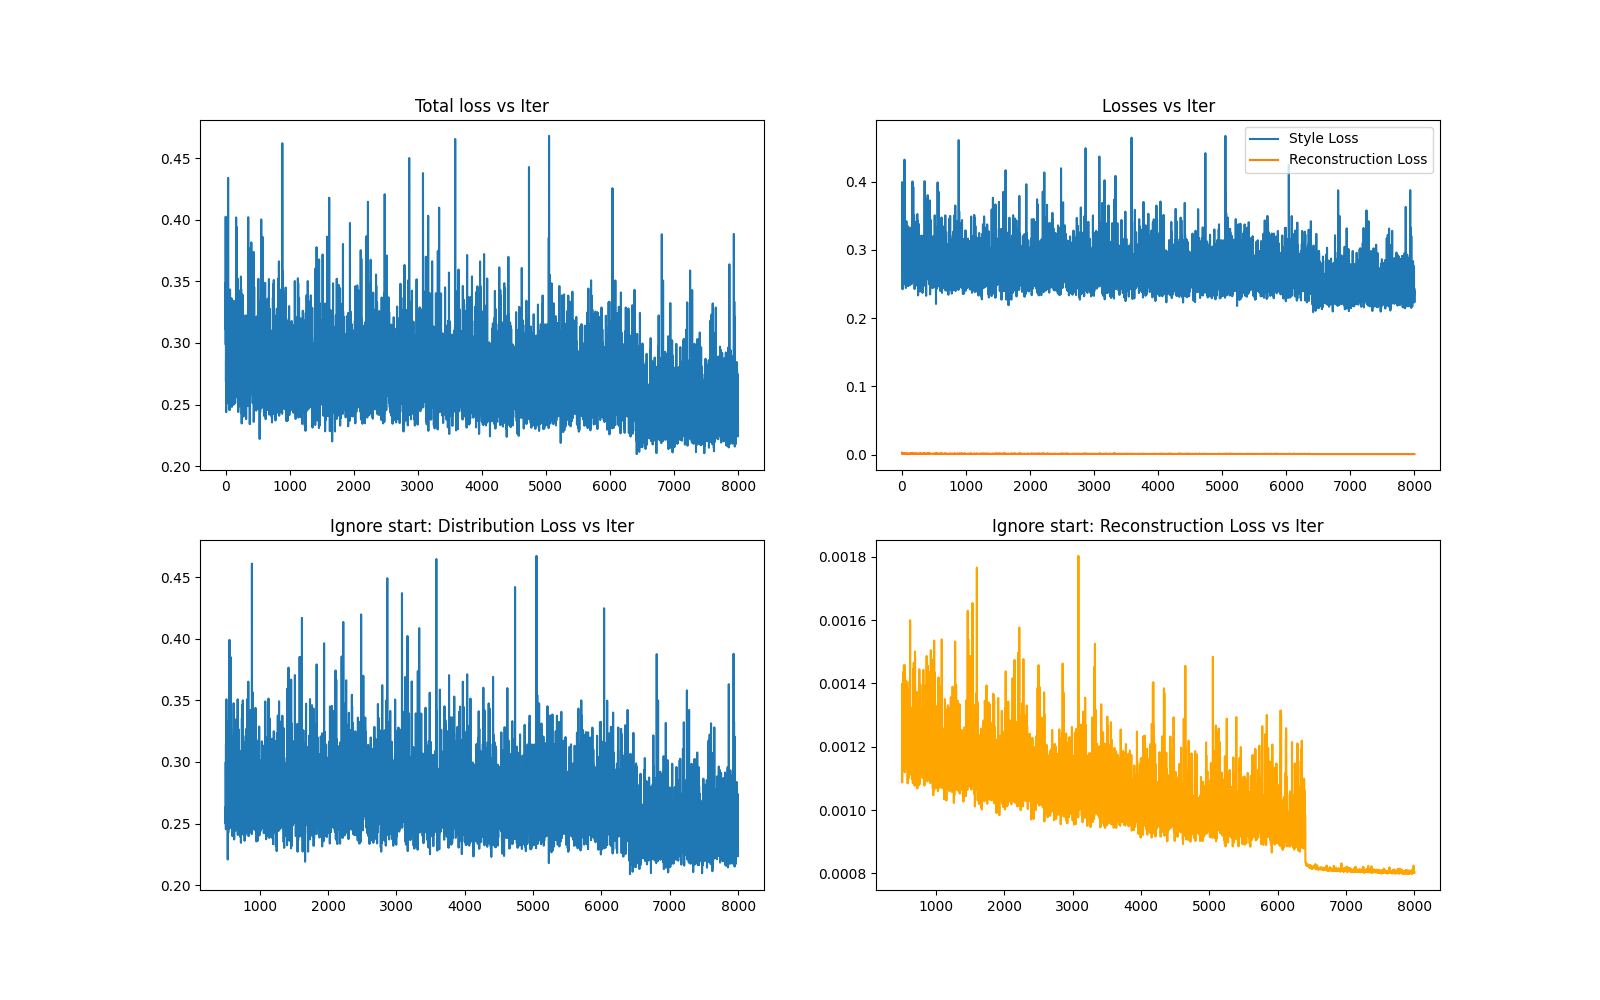 Total loss vs Iter
0.45
0.40
0.35
0.30
0.25
0.20
0 1000 2000 3000 4000 5000 6000 7000 8000
Losses vs Iter
Style Loss
Reconstruction Loss
0.4
0.3
0.2
0.1
0.0
0 1000 2000 3000 4000 5000 6000 7000 8000
Ignore start: Distribution Loss vs Iter
0.45
0.40
0.35
0.30
0.25
0.20
1000 2000 3000 4000 5000 6000 7000 8000
Ignore start: Reconstruction Loss vs Iter
0.0018
0.0016
0.0014
0.0012
0.0010
0.0008
1000 2000 3000 4000 5000 6000 7000 8000